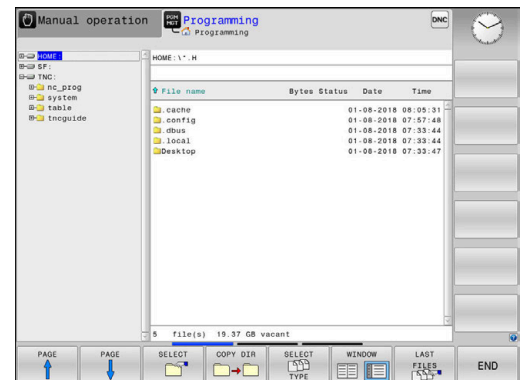 Manual operation
PGM
MGT
Programming
Programming
DNC
HOME:
SF:
TNC:
nc_prog
system
table
tncguide
HOME:\*.H
File name Bytes Status Date Time
.cache 01-08-2018 08:05:31
.config 01-08-2018 07:57:48
.dbus 01-08-2018 07:33:44
.local 01-08-2018 07:33:44
Desktop 01-08-2018 07:33:47
5 file(s) 19.37 GB vacant
PAGE
PAGE
SELECT
COPY DIR
SELECT
TYPE
WINDOW
LAST
FILES
END